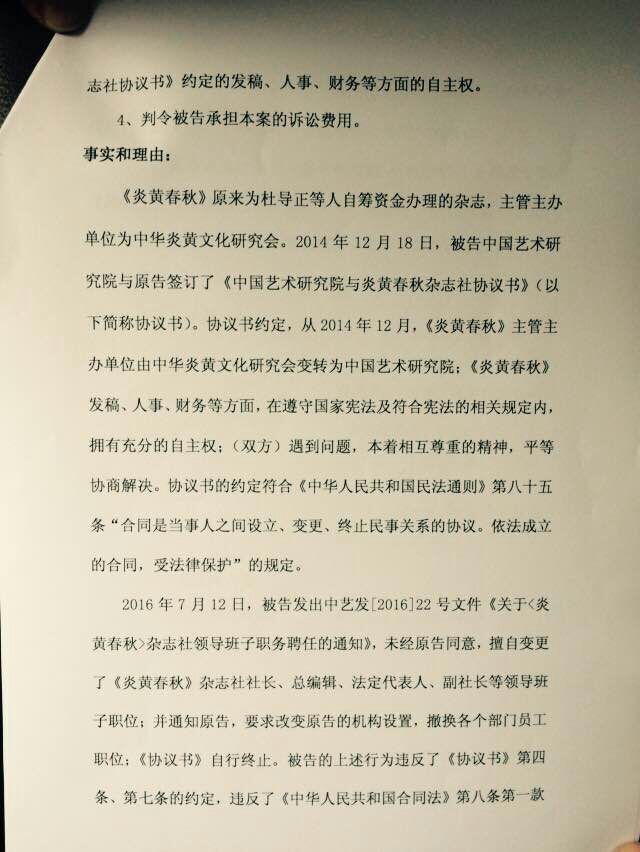 志社协议书》约定的发稿、人事、财务等方面的自主权。
4、判令被告承担本案的诉讼费用。
事实和理由：
《炎黄春秋》原来为杜导正等人自筹资金办理的杂志，主管主办
单位为中华炎黄文化研究会。2014 年 12 月 18 日，被告中国艺术研
究院与原告签订了《中国艺术研究院与炎黄春秋杂志社协议书》（以
下简称协议书）。协议书约定，从 2014 年 12 月，《炎黄春秋》主管主
办单位由中华炎黄文化研究会变转为中国艺术研究院；《炎黄春秋》
发稿、人事、财务等方面，在遵守国家宪法及符合宪法的相关规定内，
拥有充分的自主权；（双方）遇到问题，本着相互尊重的精神，平等
协商解决。协议书的约定符合《中华人民共和国民法通则》第八十五
条“合同是当事人之间设立、变更、终止民事关系的协议。依法成立
的合同，受法律保护”的规定。
2016 年 7 月 12 日，被告发出中艺发[2016]22 号文件《关于<炎
黄春秋>杂志社领导班子职务聘任的通知》，未经原告同意，擅自变更
了《炎黄春秋》杂志社社长、总编辑、法定代表人、副社长等领导班
子职位；并通知原告，要求改变原告的机构设置，撤换各个部门员工
职位；《协议书》自行终止。被告的上述行为违反了《协议书》第四
条、第七条的约定，违反了《中华人民共和国合同法》第八条第一款